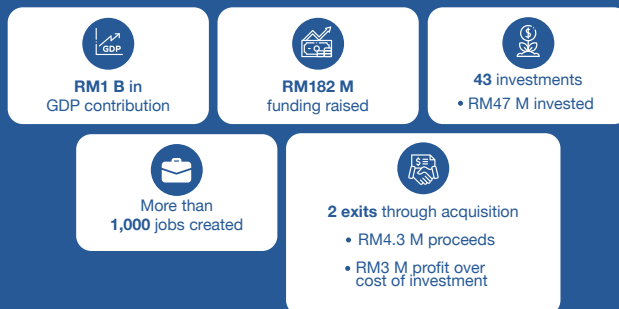 GDP
RM1 B in
GDP contribution
RM182 M
funding raised
43 investments
• RM47 M invested
More than
1,000 jobs created
2 exits through acquisition
• RM4.3 M proceeds
• RM3 M profit over
cost of investment